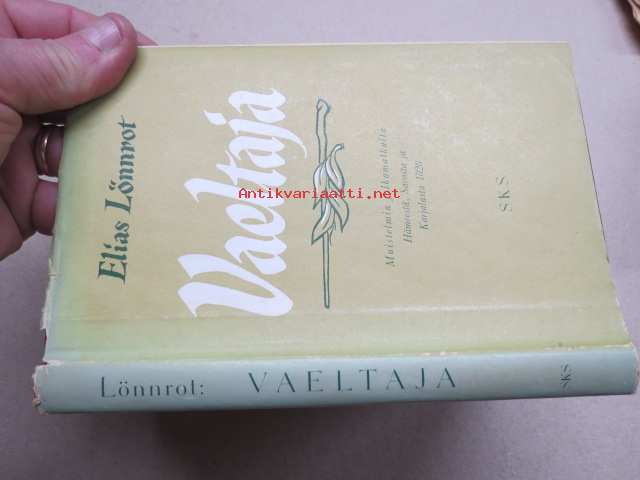 Elias Lönnrot
Vaeltaja
Muistelmia jalkamatkalta
Hämeestä, Savosta ja
Karjalasta 1828
SKS
Lönnrot: VAELTAJA
SKS
Antikvariaatti.net